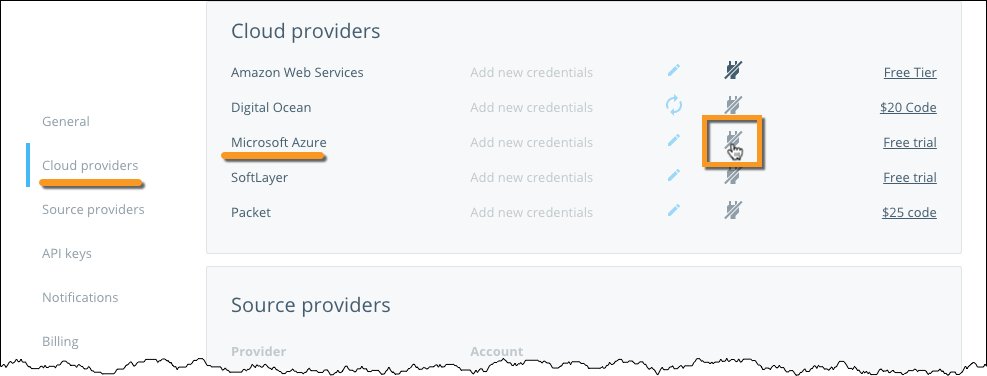 Cloud providers
Amazon Web Services Add new credentials Free Tier
Digital Ocean Add new credentials $20 Code
Microsoft Azure Free trial Add new credentials
SoftLayer Add new credentials Free trial
Packet Add new credentials $25 code
General
Cloud providers
Source providers
API keys
Notifications
Billing
Source providers
Provider Account